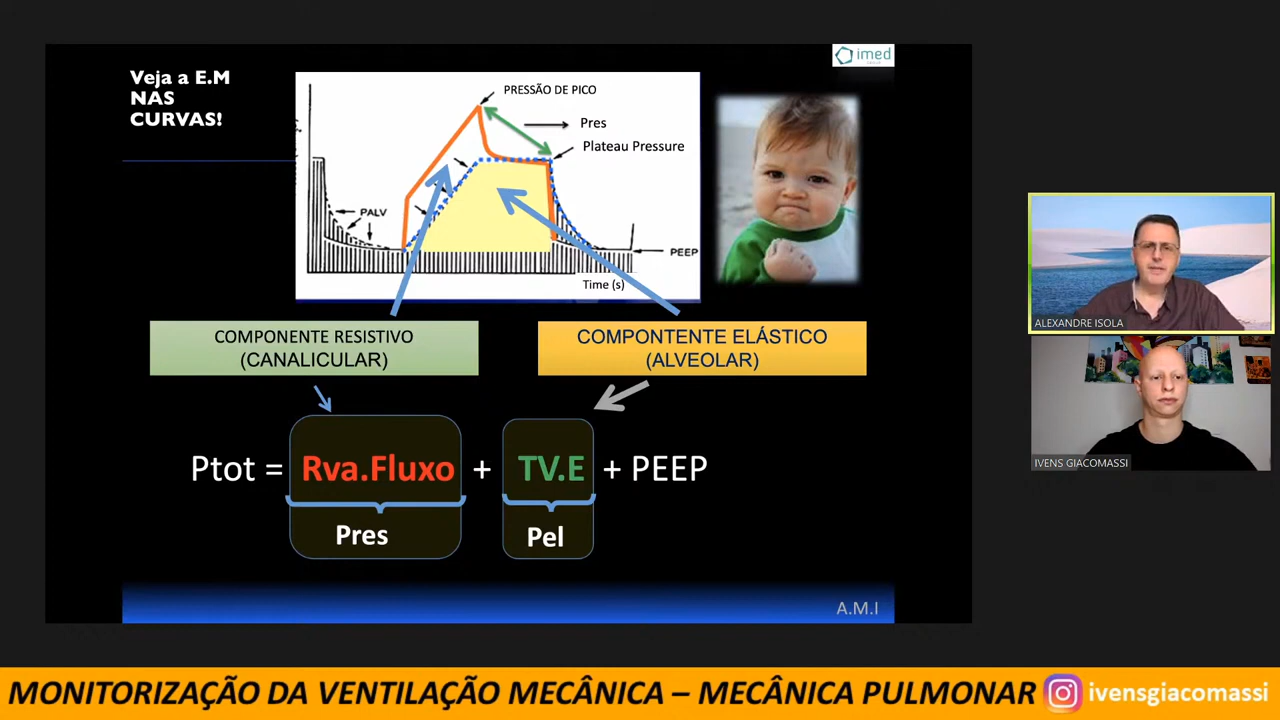 Veja a E.M
NAS
CURVAS!
imed
PRESSÃO DE PICO
Pres
Plateau Pressure
PALV
PEEP
Time (s)
COMPONENTE RESISTIVO
(CANALICULAR)
COMPONTENTE ELÁSTICO
(ALVEOLAR)
Ptot = Rva.Fluxo + TV.E + PEEP
Pres
Pel
A.M.I
ALEXANDRE ISOLA
IVENS GIACOMASSI
MONITORIZAÇÃO DA VENTILAÇÃO MECÂNICA – MECÂNICA PULMONAR ivensgiacomassi